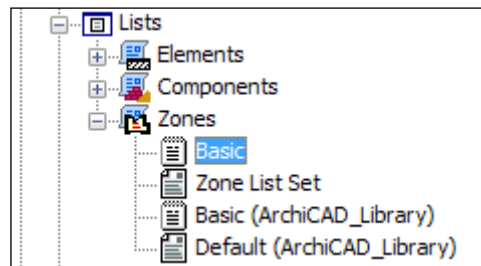 Lists
Elements
Components
Zones
Basic
Zone List Set
Basic (ArchiCAD_Library)
Default (ArchiCAD_Library)